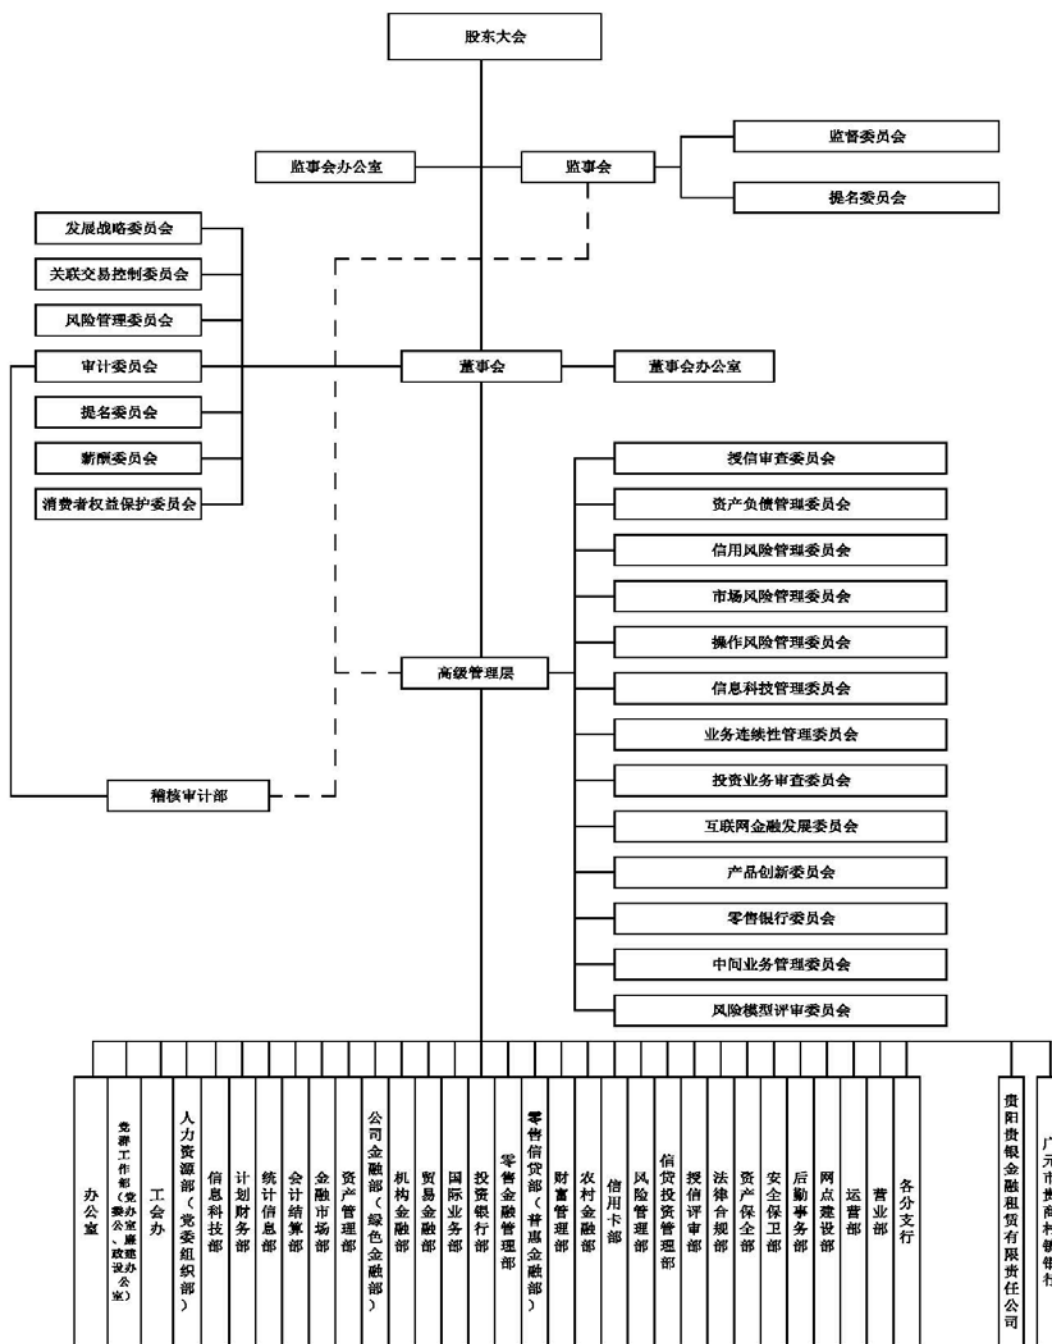 股东大会
监督委员会
监事会办公室
监事会
提名委员会
发展战略委员会
关联交易控制委员会
风险管理委员会
审计委员会
董事会
董事会办公室
提名委员会
薪酬委员会
消费者权益保护委员会
授信审查委员会
资产负债管理委员会
信用风险管理委员会
市场风险管理委员会
操作风险管理委员会
高级管理层
信息科技管理委员会
业务连续性管理委员会
投资业务审查委员会
稽核审计部
互联网金融发展委员会
产品创新委员会
零售银行委员会
中间业务管理委员会
风险模型评审委员会
办公室
党群工作部（党委办公室、党廉政建设办公室）
工会办
人力资源部（党委组织部）
信息科技部
计划财务部
统计信息部
会计结算部
金融市场部
资产管理部
公司金融部（绿色金融部）
机构金融部
贸易金融部
国际业务部
投资银行部
零售金融管理部
零售信贷部（普惠金融部）
财富管理部
农村金融部
信用卡部
风险管理部
信贷投资管理部
授信评审部
法律合规部
资产保全部
安全保卫部
后勤事务部
网点建设部
运营部
营业部
各分支行
贵阳贵银金融租赁有限责任公司
广元市贵商村镇银行